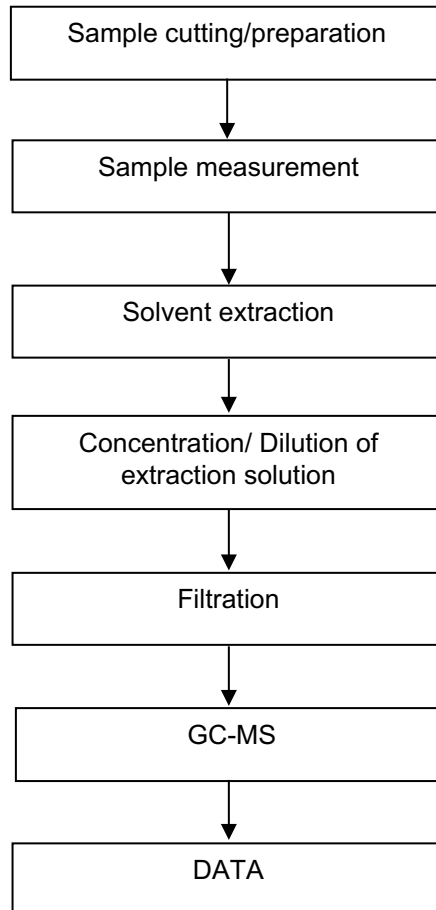 Sample cutting/preparation
Sample measurement
Solvent extraction
Concentration/ Dilution of
extraction solution
Filtration
GC-MS
DATA